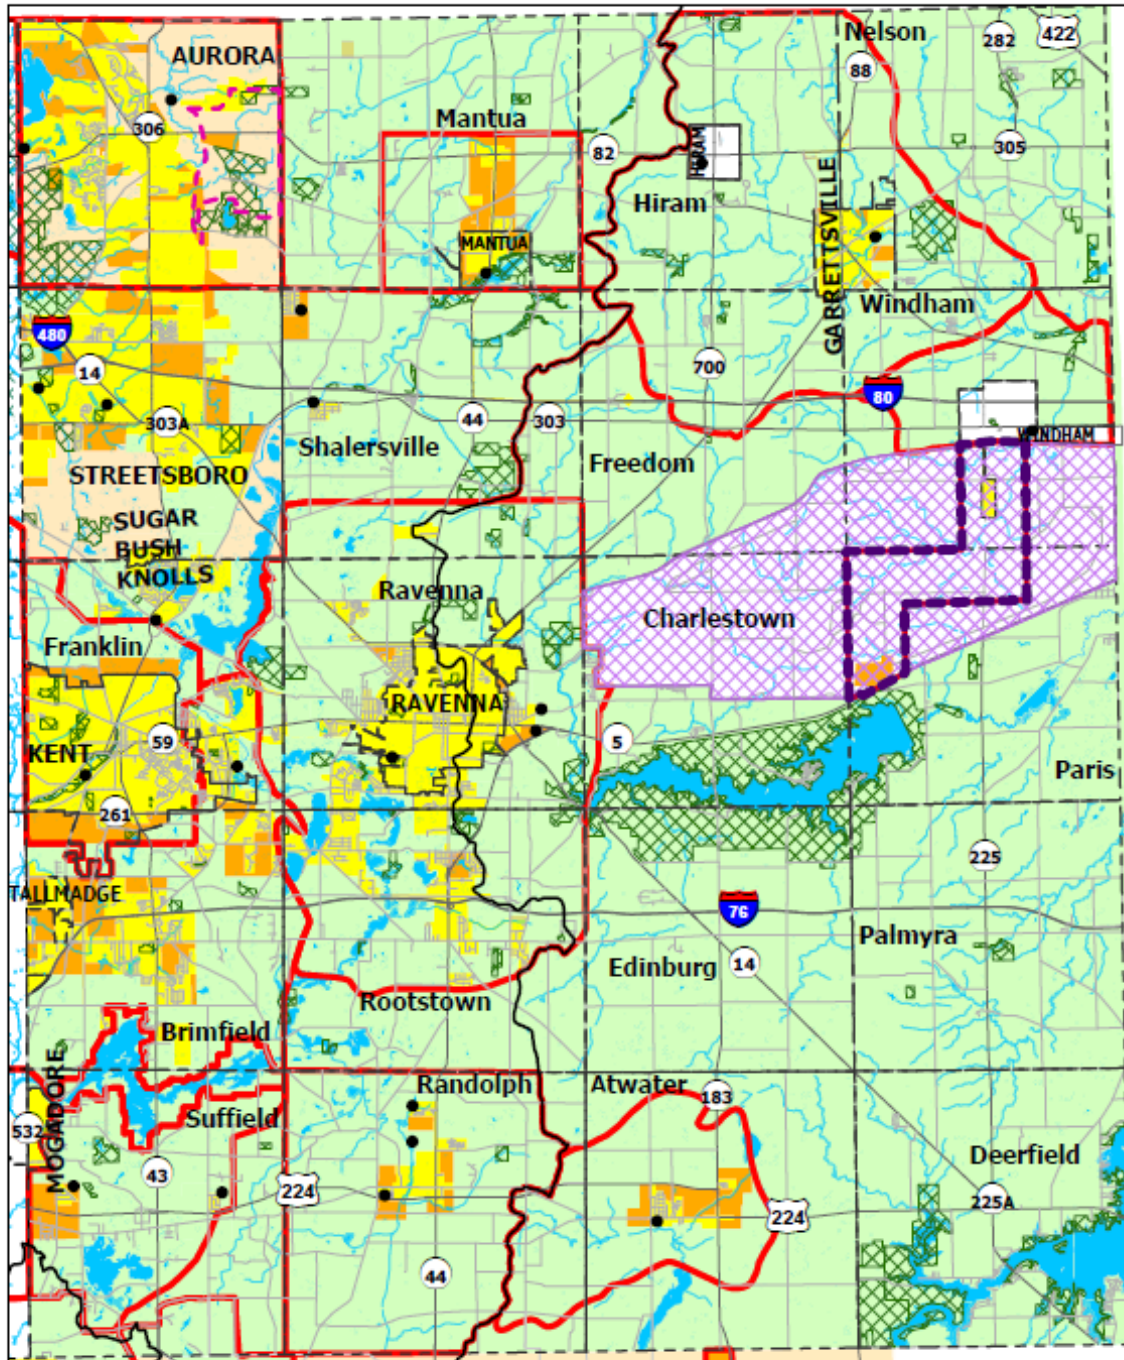 Nelson
422
282
AURORA
88
306
Mantua
82
HIRAM
305
GARRETTSVILLE
Hiram
MANTUA
Windham
480
14
700
80
303A
44
303
Shalersville
WINDHAM
Freedom
STREETSBORO
SUGAR
BUSH
KNOLLS
Ravenna
Charlestown
Franklin
RAVENNA
59
5
KENT
Paris
261
225
TALLMADGE
76
Palmyra
Edinburg
14
Rootstown
Brimfield
MOGADORE
Randolph
Atwater
183
532
Suffield
Deerfield
43
224
225A
224
44